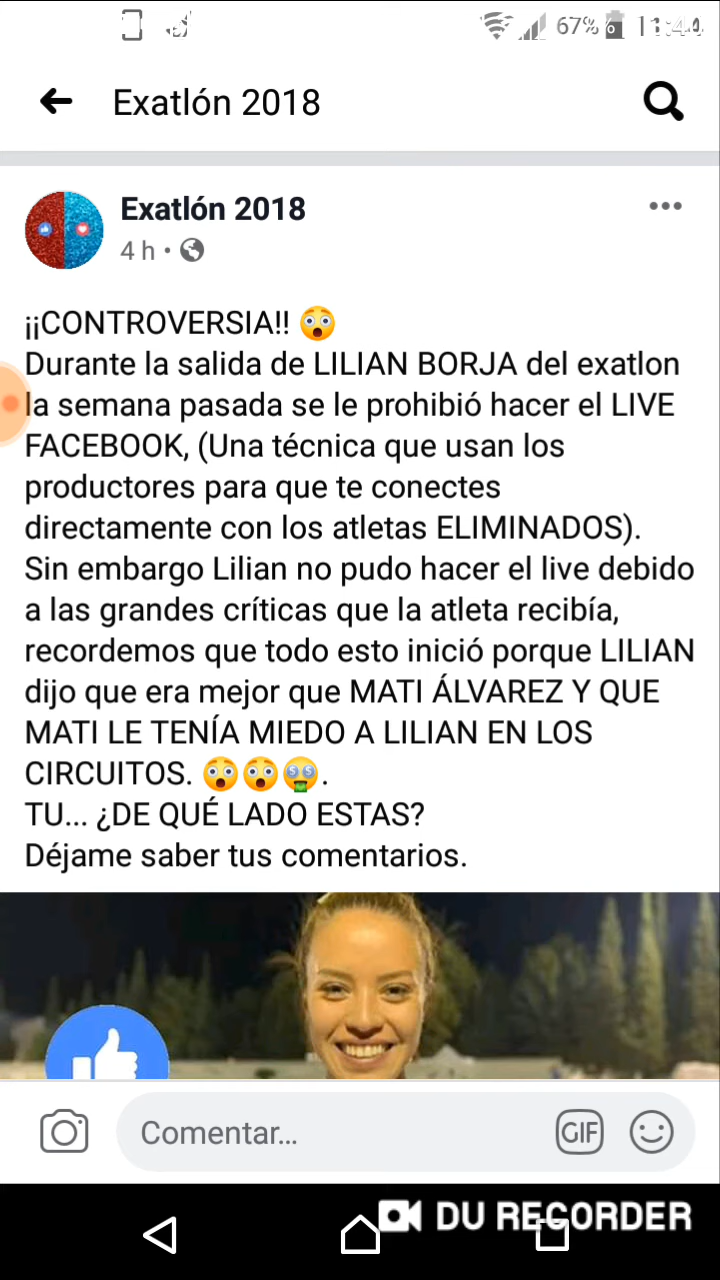 67% 11:44
Exatlón 2018
Exatlón 2018
4 h
¡¡CONTROVERSIA!! 😳
Durante la salida de LILIAN BORJA del exatlon
la semana pasada se le prohibió hacer el LIVE
FACEBOOK, (Una técnica que usan los
productores para que te conectes
directamente con los atletas ELIMINADOS).
Sin embargo Lilian no pudo hacer el live debido
a las grandes críticas que la atleta recibía,
recordemos que todo esto inició porque LILIAN
dijo que era mejor que MATI ÁLVAREZ Y QUE
MATI LE TENÍA MIEDO A LILIAN EN LOS
CIRCUITOS. 😳😳🤑.
TU... ¿DE QUÉ LADO ESTAS?
Déjame saber tus comentarios.
Comentar...
GIF
DU RECORDER